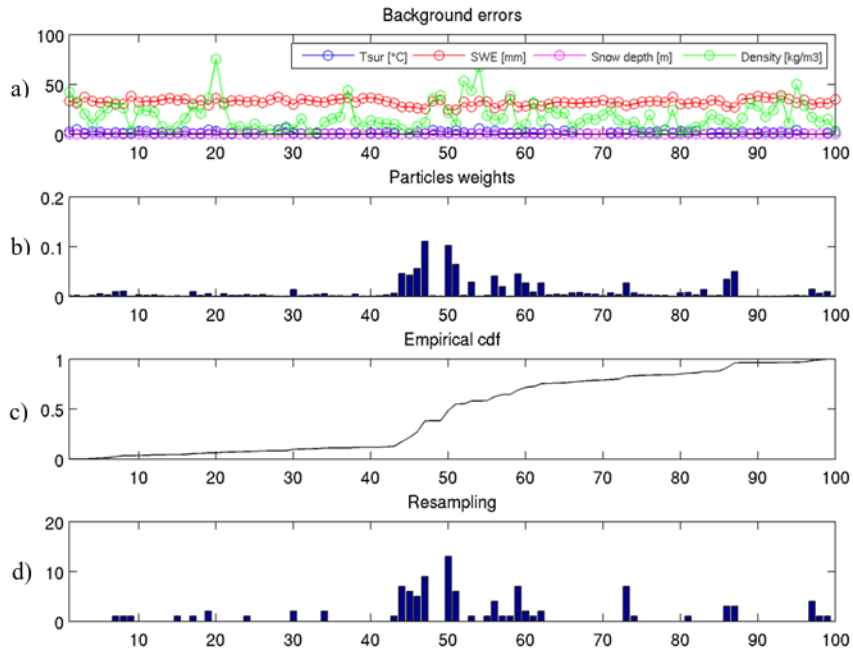 Background errors
a)
100
50
0
Tsur [°C] SWE [mm] Snow depth [m] Density [kg/m3]
10 20 30 40 50 60 70 80 90 100
Particles weights
b)
0.2
0.1
0
10 20 30 40 50 60 70 80 90 100
Empirical cdf
c)
1
0.5
0
10 20 30 40 50 60 70 80 90 100
Resampling
d)
20
10
0
10 20 30 40 50 60 70 80 90 100